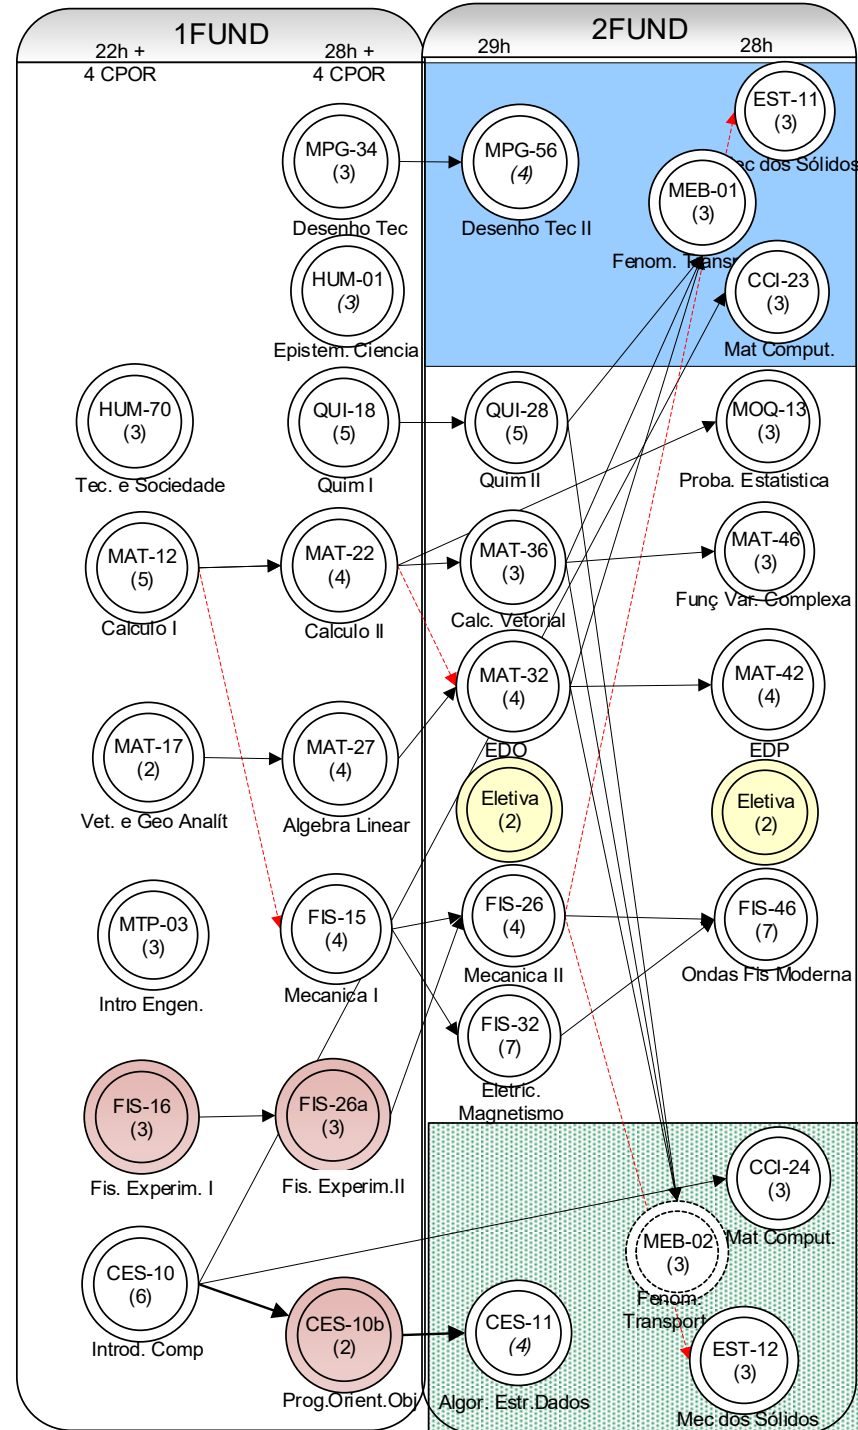 1FUND
2FUND
22h +
4 CPOR
28h +
4 CPOR
29h
28h
MPG-34
(3)
Desenho Tec
MPG-56
(4)
Desenho Tec II
EST-11
(3)
ec dos Sólidos
MEB-01
(3)
Fenom. Transp
HUM-01
(3)
Epistem. Ciencia
CCI-23
(3)
Mat Comput.
HUM-70
(3)
Tec. e Sociedade
QUI-18
(5)
Quim I
QUI-28
(5)
Quim II
MOQ-13
(3)
Proba. Estatistica
MAT-12
(5)
Calculo I
MAT-22
(4)
Calculo II
MAT-36
(3)
Calc. Vetorial
MAT-46
(3)
Funç Var. Complexa
MAT-32
(4)
EDO
MAT-42
(4)
EDP
MAT-17
(2)
Vet. e Geo Analít
MAT-27
(4)
Algebra Linear
Eletiva
(2)
Eletiva
(2)
MTP-03
(3)
Intro Engen.
FIS-15
(4)
Mecanica I
FIS-26
(4)
Mecanica II
FIS-46
(7)
Ondas Fis Moderna
FIS-32
(7)
Eletric.
Magnetismo
FIS-16
(3)
Fis. Experim. I
FIS-26a
(3)
Fis. Experim.II
CCI-24
(3)
Mat Comput.
MEB-02
(3)
Fenom.
Transport
CES-10
(6)
Introd. Comp
CES-10b
(2)
Prog.Orient.Obj
CES-11
(4)
Algor. Estr.Dados
EST-12
(3)
Mec dos Sólidos